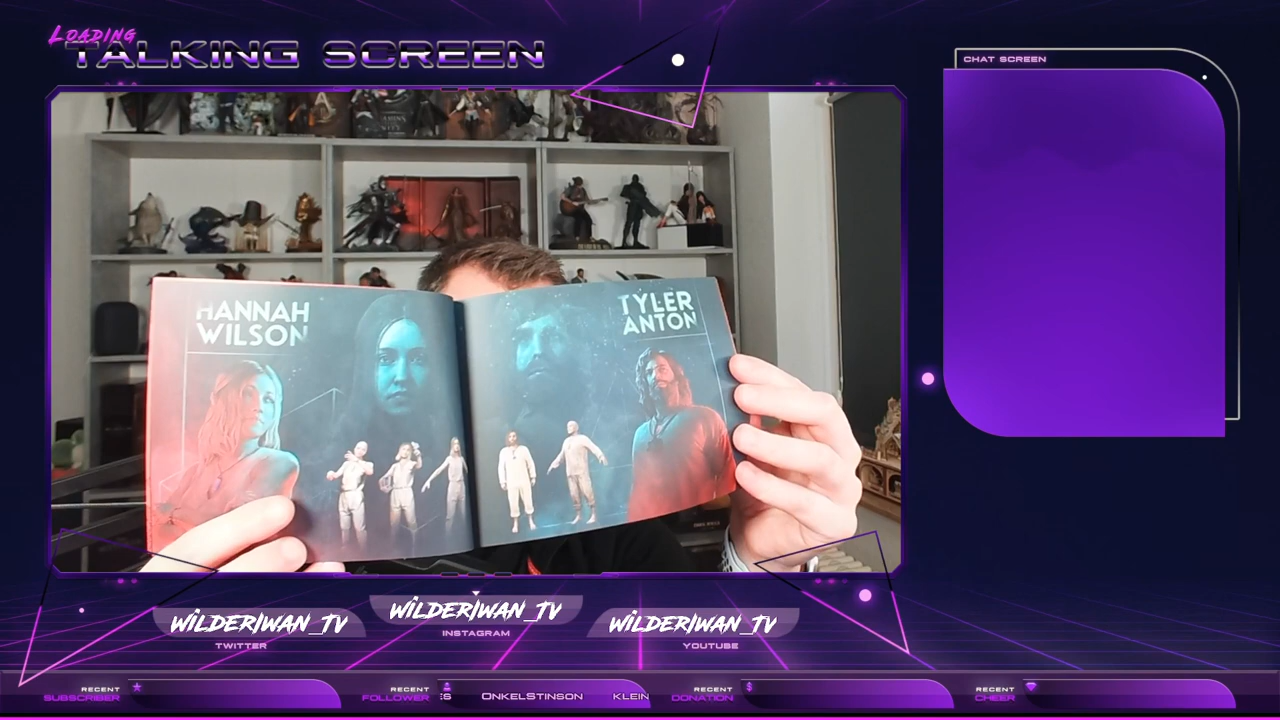 LOADING
TALKING SCREEN
CHAT SCREEN
HANNAH
WILSON
TYLER
ANTON
WILDERIWAN_TV
TWITTER
WILDERIWAN_TV
INSTAGRAM
WILDERIWAN_TV
YOUTUBE
RECENT
SUBSCRIBER
RECENT
FOLLOWER
ES ONKELSTINSON KLEIN
RECENT
DONATION
RECENT
CHEER